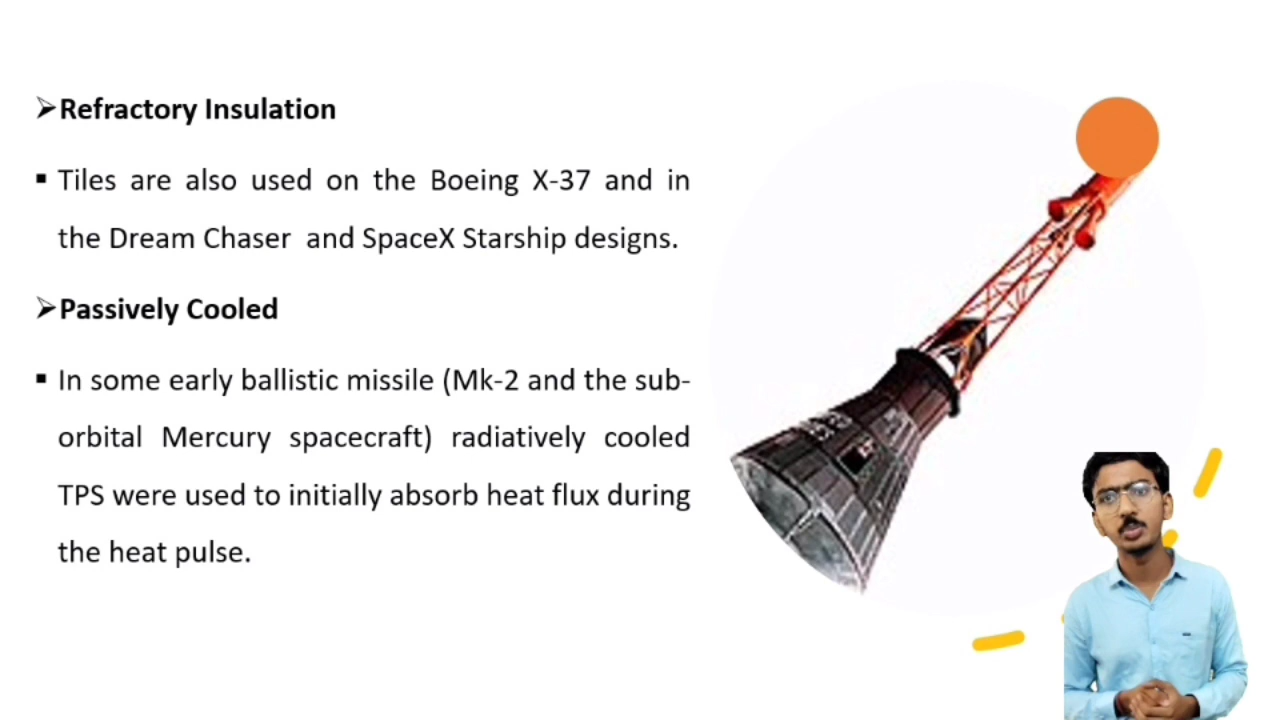 Refractory Insulation
Tiles are also used on the Boeing X-37 and in
the Dream Chaser and SpaceX Starship designs.
Passively Cooled
In some early ballistic missile (Mk-2 and the sub-
orbital Mercury spacecraft) radiatively cooled
TPS were used to initially absorb heat flux during
the heat pulse.